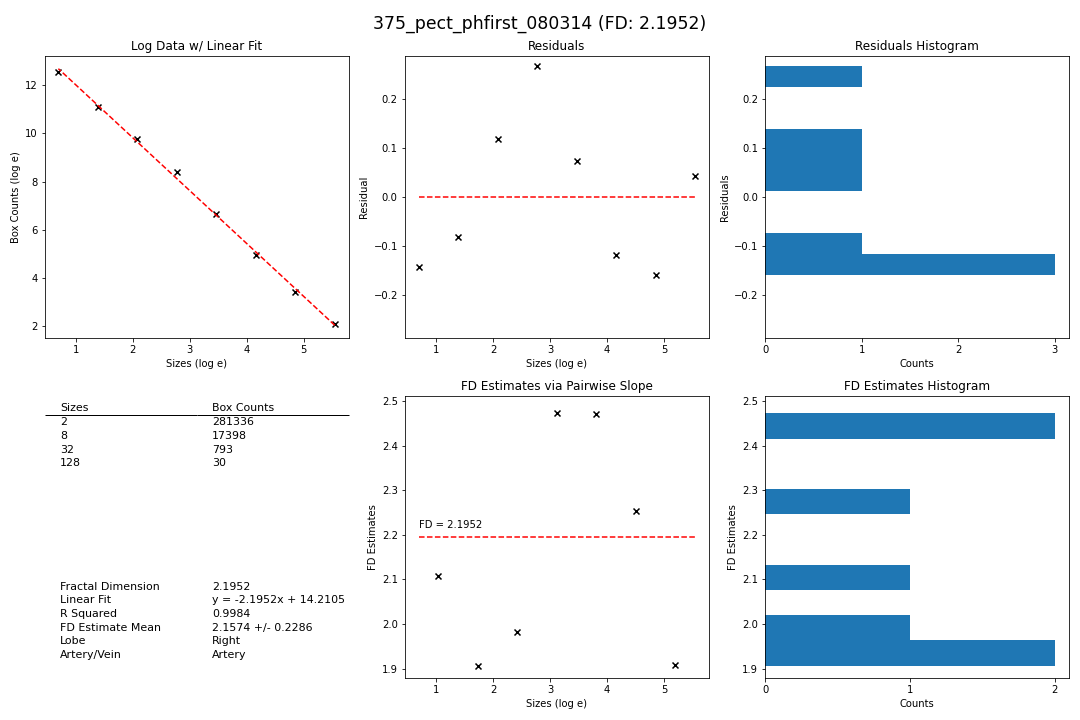 375_pect_phfirst_080314 (FD: 2.1952)
Log Data w/ Linear Fit
Box Counts (log e)
12
10
8
6
4
2
1 2 3 4 5
Sizes (log e)
Residuals
Residual
0.2
0.1
0.0
−0.1
−0.2
1 2 3 4 5
Sizes (log e)
Residuals Histogram
Residuals
0.2
0.1
0.0
−0.1
−0.2
0 1 2 3
Counts
Sizes Box Counts
2 281336
8 17398
32 793
128 30
Fractal Dimension 2.1952
Linear Fit y = -2.1952x + 14.2105
R Squared 0.9984
FD Estimate Mean 2.1574 +/- 0.2286
Lobe Right
Artery/Vein Artery
FD Estimates via Pairwise Slope
FD Estimates
2.5
2.4
2.3
2.2
2.1
2.0
1.9
FD = 2.1952
1 2 3 4 5
Sizes (log e)
FD Estimates Histogram
FD Estimates
2.5
2.4
2.3
2.2
2.1
2.0
1.9
0 1 2
Counts